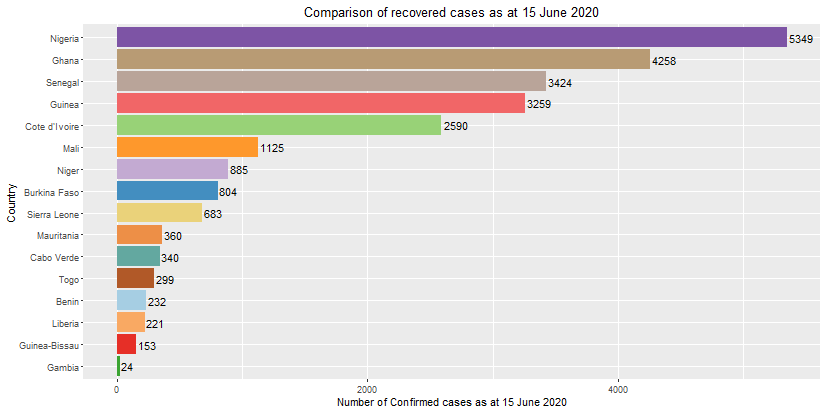 Comparison of recovered cases as at 15 June 2020
Country
Nigeria 5349
Ghana 4258
Senegal 3424
Guinea 3259
Cote d'Ivoire 2590
Mali 1125
Niger 885
Burkina Faso 804
Sierra Leone 683
Mauritania 360
Cabo Verde 340
Togo 299
Benin 232
Liberia 221
Guinea-Bissau 153
Gambia 24
0 2000 4000
Number of Confirmed cases as at 15 June 2020